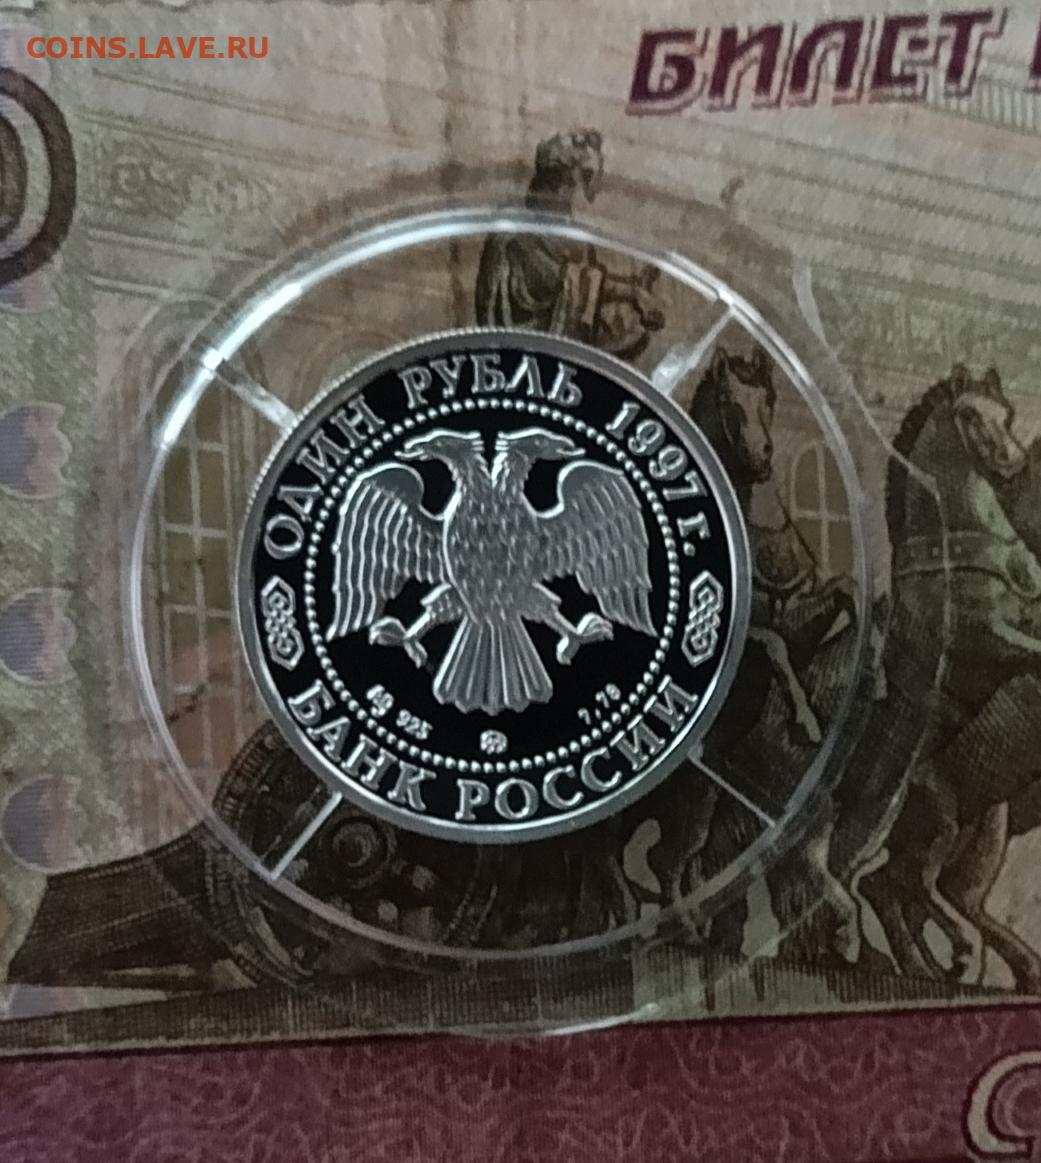 COINS.LAVE.RU
БИЛЕТ
ОДИН РУБЛЬ 1997 г.
Ag 925
7,78
БАНК РОССИИ